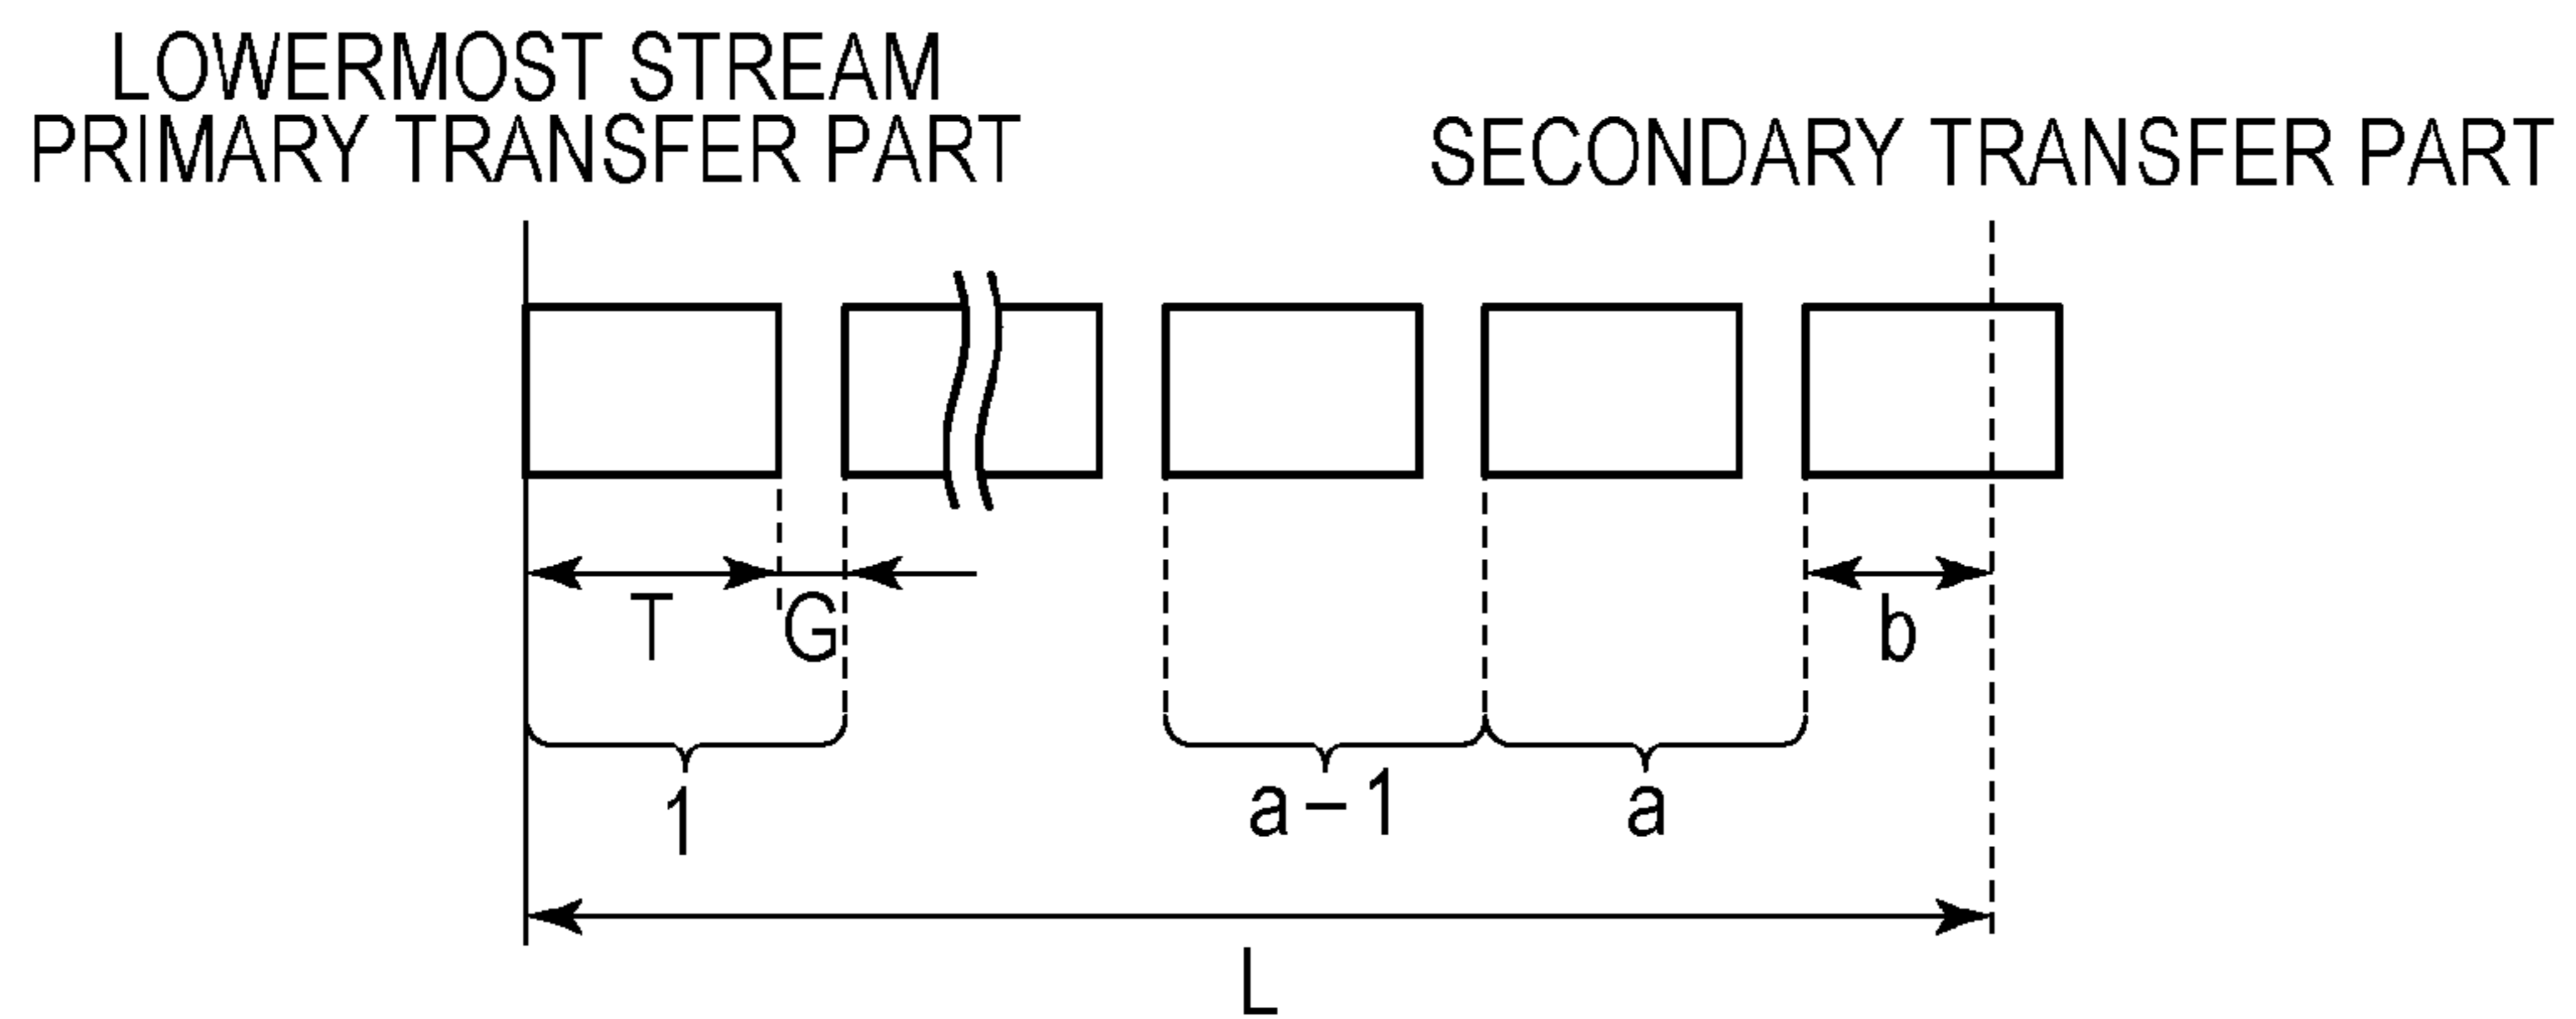 LOWERMOST STREAM
PRIMARY TRANSFER PART
SECONDARY TRANSFER PART
T
G
b
1
a-1
a
L